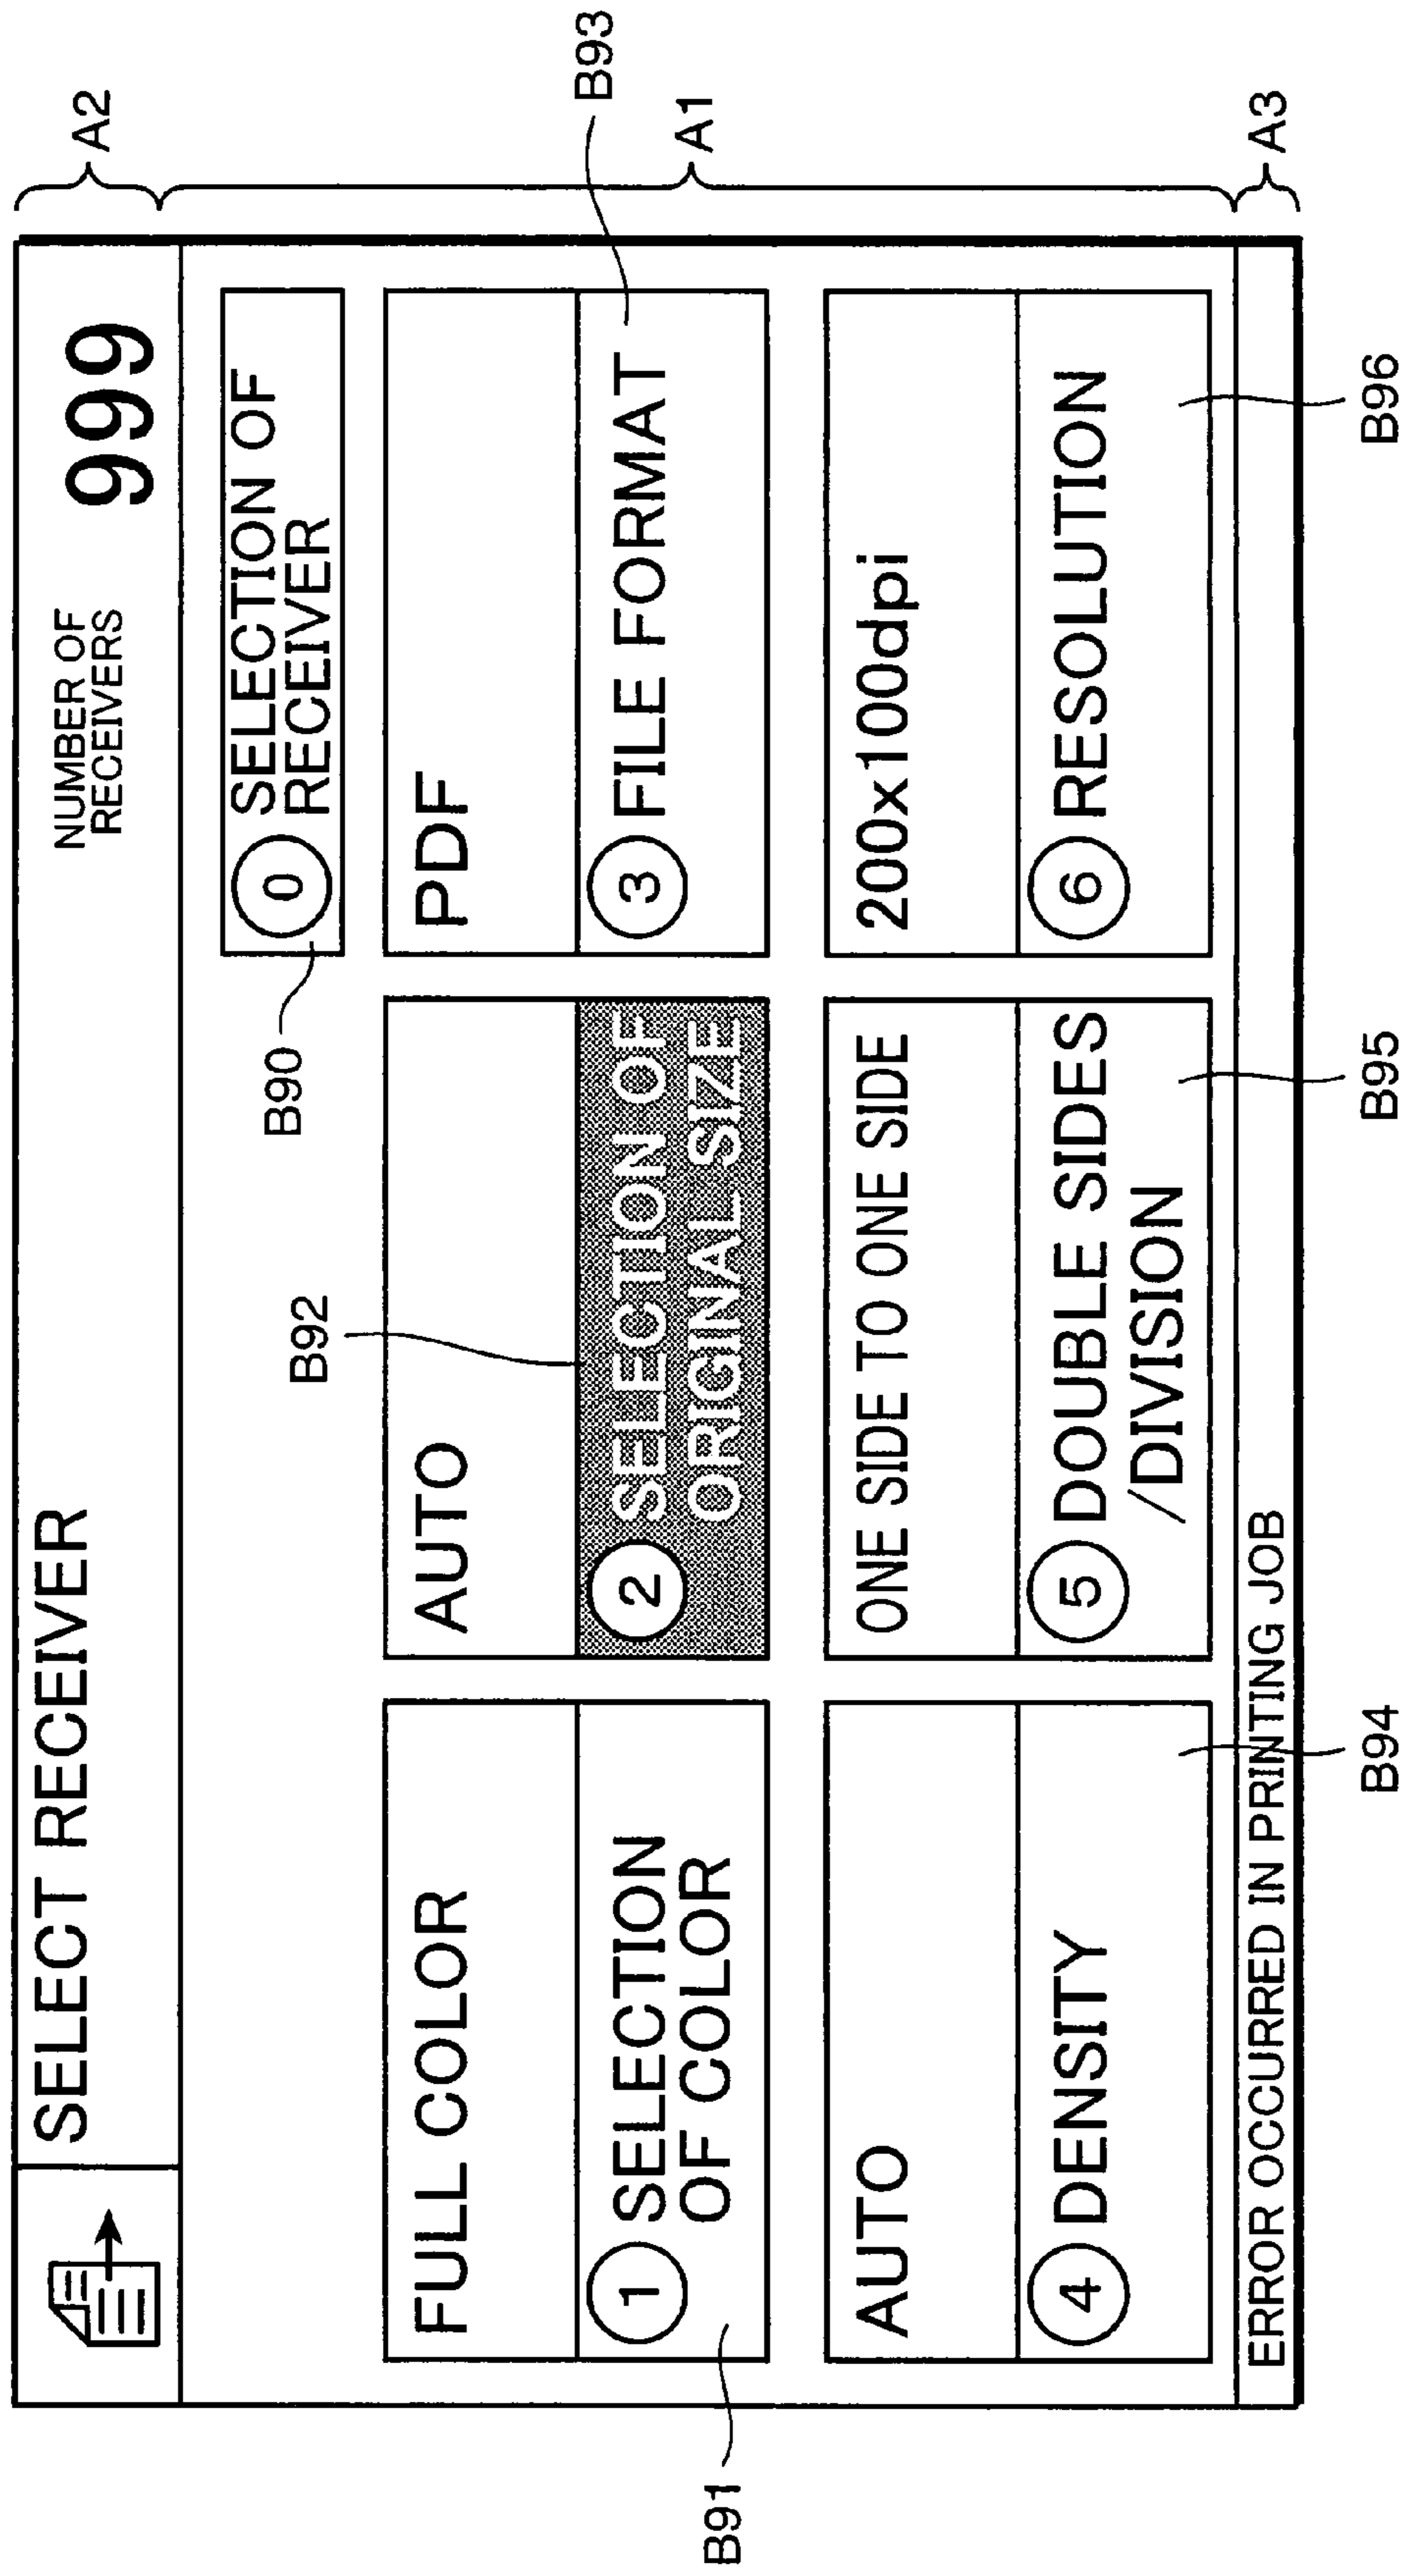 SELECT RECEIVER
NUMBER OF
RECEIVERS
999
A2
0
SELECTION OF
RECEIVER
B90
B92
B93
FULL COLOR
AUTO
PDF
1
SELECTION
OF COLOR
2
SELECTION OF
ORIGINAL SIZE
3
FILE FORMAT
A1
B91
AUTO
ONE SIDE TO ONE SIDE
200x100dpi
4
DENSITY
5
DOUBLE SIDES
/DIVISION
6
RESOLUTION
ERROR OCCURRED IN PRINTING JOB
A3
B94
B95
B96